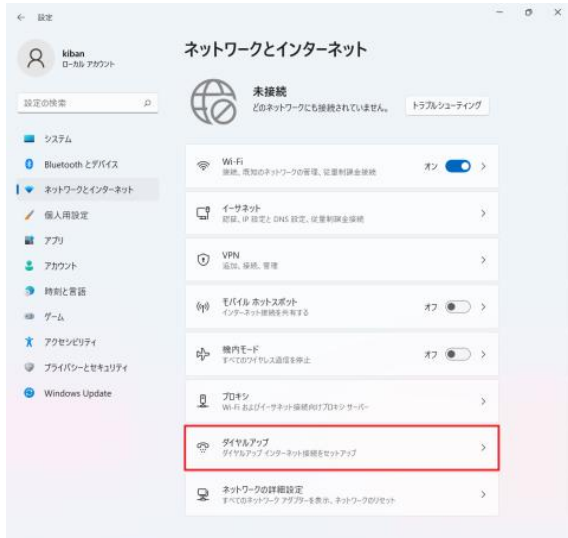 設定
kiban
ローカル アカウント
設定の検索
システム
Bluetooth とデバイス
ネットワークとインターネット
個人用設定
アプリ
アカウント
時刻と言語
ゲーム
アクセシビリティ
プライバシーとセキュリティ
Windows Update
ネットワークとインターネット
未接続
どのネットワークにも接続されていません。
トラブルシューティング
Wi-Fi
接続、既知のネットワークの管理、従量制課金接続
オン
イーサネット
認証、IP 設定と DNS 設定、従量制課金接続
VPN
追加、接続、管理
モバイル ホットスポット
インターネット接続を共有する
オフ
機内モード
すべてのワイヤレス通信を停止
オフ
プロキシ
Wi-Fi およびイーサネット接続向けプロキシ サーバー
ダイヤルアップ
ダイヤルアップ インターネット接続をセットアップ
ネットワークの詳細設定
すべてのネットワーク アダプターを表示、ネットワークのリセット